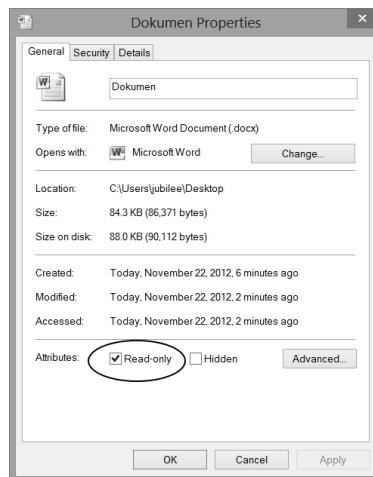 Dokumen Properties
General Security Details
Dokumen
Type of file: Microsoft Word Document (.docx)
Opens with: Microsoft Word Change...
Location: C:\Users\jubilee\Desktop
Size: 84.3 KB (86,371 bytes)
Size on disk: 88.0 KB (90,112 bytes)
Created: Today, November 22, 2012, 6 minutes ago
Modified: Today, November 22, 2012, 2 minutes ago
Accessed: Today, November 22, 2012, 2 minutes ago
Attributes: Read-only Hidden Advanced...
OK Cancel Apply